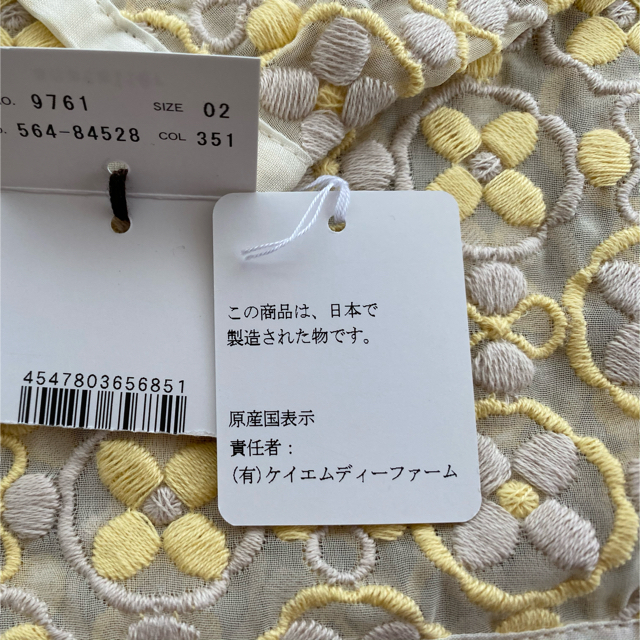 9761 SIZE 02
564-84528 COL 351
4547803656851
この商品は、日本で
製造された物です。
原産国表示
責任者：
(有)ケイエムディーファーム